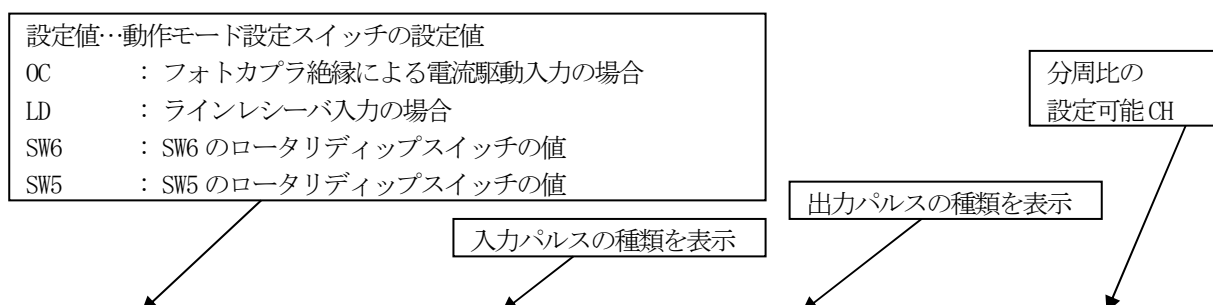 設定値…動作モード設定スイッチの設定値
OC : フォトカプラ絶縁による電流駆動入力の場合
LD : ラインレシーバ入力の場合
SW6 : SW6のロータリディップスイッチの値
SW5 : SW5のロータリディップスイッチの値
分周比の
設定可能CH
出力パルスの種類を表示
入力パルスの種類を表示